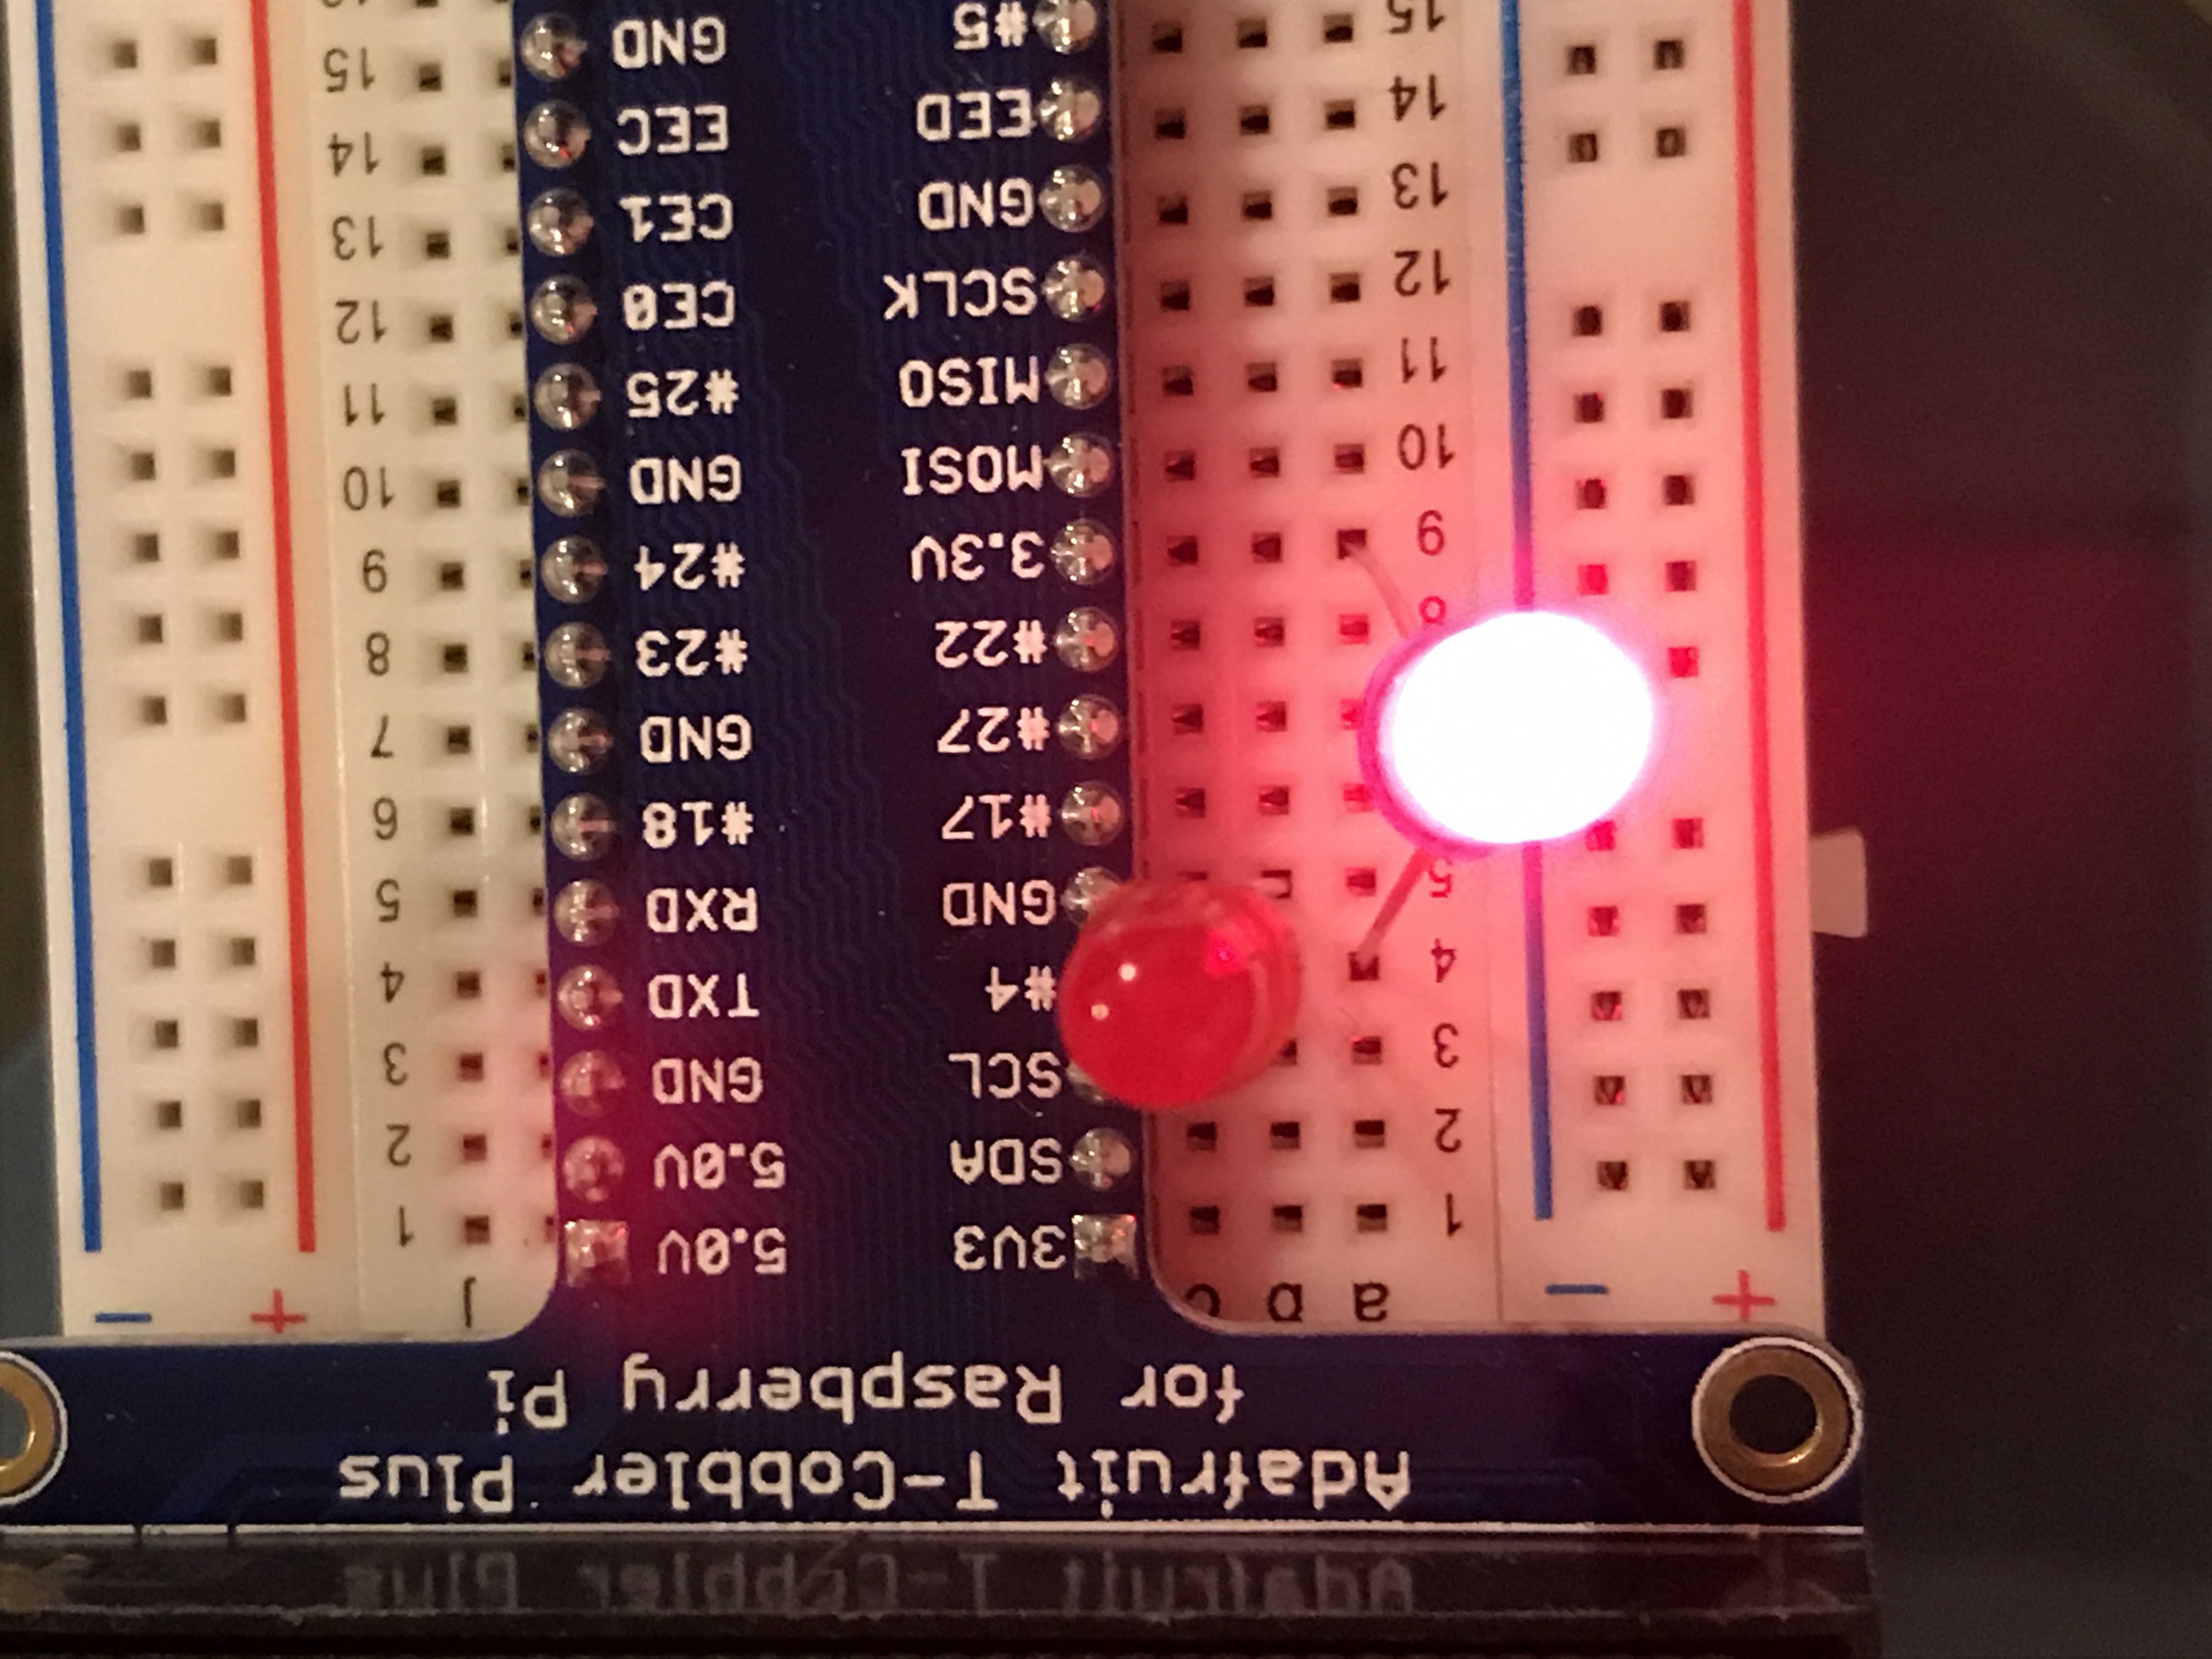 Adafruit T-Cobbler Plus
for Raspberry Pi
− +
j
1 2 3 4 5 6 7 8 9 10 11 12 13 14 15
5.0V 5.0V GND TXD RXD #18 GND #23 #24 GND #25 CE0 CE1 EEC GND
3V3 SDA SCL #4 GND #17 #27 #22 3.3V MOSI MISO SCLK GND EED #5
c
b
a
1 2 3 4 5 8 9 10 11 12 13 14 15
− +